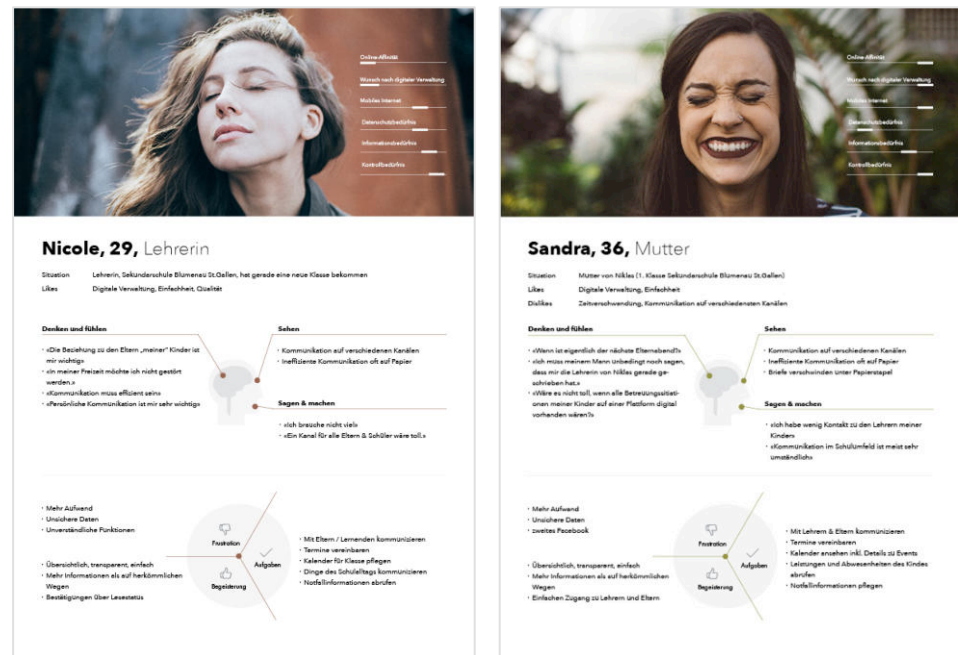 Online-Affinität
Wunsch nach digitaler Verwaltung
Mobiles Internet
Datenschutzbedürfnis
Informationsbedürfnis
Kontrollbedürfnis
Nicole, 29, Lehrerin
Situation Lehrerin, Sekundarschule Blumenau St.Gallen, hat gerade eine neue Klasse bekommen
Likes Digitale Verwaltung, Einfachheit, Qualität
Denken und fühlen
· «Die Beziehung zu den Eltern „meiner" Kinder ist
mir wichtig»
· «In meiner Freizeit möchte ich nicht gestört
werden.»
· «Kommunikation muss effizient sein»
· «Persönliche Kommunikation ist mir sehr wichtig»
Sehen
· Kommunikation auf verschiedenen Kanälen
· Ineffiziente Kommunikation oft auf Papier
Sagen & machen
· «Ich brauche nicht viel»
· «Ein Kanal für alle Eltern & Schüler wäre toll.»
· Mehr Aufwand
· Unsichere Daten
· Unverständliche Funktionen
· Übersichtlich, transparent, einfach
· Mehr Informationen als auf herkömmlichen
Wegen
· Bestätigungen über Lesestatus
Frustration
Aufgaben
Begeisterung
· Mit Eltern / Lernenden kommunizieren
· Termine vereinbaren
· Kalender für Klasse pflegen
· Dinge des Schulalltags kommunizieren
· Notfallinformationen abrufen
Online-Affinität
Wunsch nach digitaler Verwaltung
Mobiles Internet
Datenschutzbedürfnis
Informationsbedürfnis
Kontrollbedürfnis
Sandra, 36, Mutter
Situation Mutter von Niklas (1. Klasse Sekundarschule Blumenau St.Gallen)
Likes Digitale Verwaltung, Einfachheit
Dislikes Zeitverschwendung, Kommunikation auf verschiedensten Kanälen
Denken und fühlen
· «Wann ist eigentlich der nächste Elternabend?»
· «Ich muss meinem Mann unbedingt noch sagen,
dass mir die Lehrerin von Niklas gerade ge-
schrieben hat.»
· «Wäre es nicht toll, wenn alle Betreuungssituati-
onen meiner Kinder auf einer Plattform digital
vorhanden wären?»
Sehen
· Kommunikation auf verschiedenen Kanälen
· Ineffiziente Kommunikation oft auf Papier
· Briefe verschwinden unter Papierstapel
Sagen & machen
· «Ich habe wenig Kontakt zu den Lehrern meiner
Kinder»
· «Kommunikation im Schulumfeld ist meist sehr
umständlich»
· Mehr Aufwand
· Unsichere Daten
· zweites Facebook
· Übersichtlich, transparent, einfach
· Mehr Informationen als auf herkömmlichen
Wegen
· Einfachen Zugang zu Lehrern und Eltern
Frustration
Aufgaben
Begeisterung
· Mit Lehrern & Eltern kommunizieren
· Termine vereinbaren
· Kalender ansehen inkl. Details zu Events
· Leistungen und Abwesenheiten des Kindes
abrufen
· Notfallinformationen pflegen